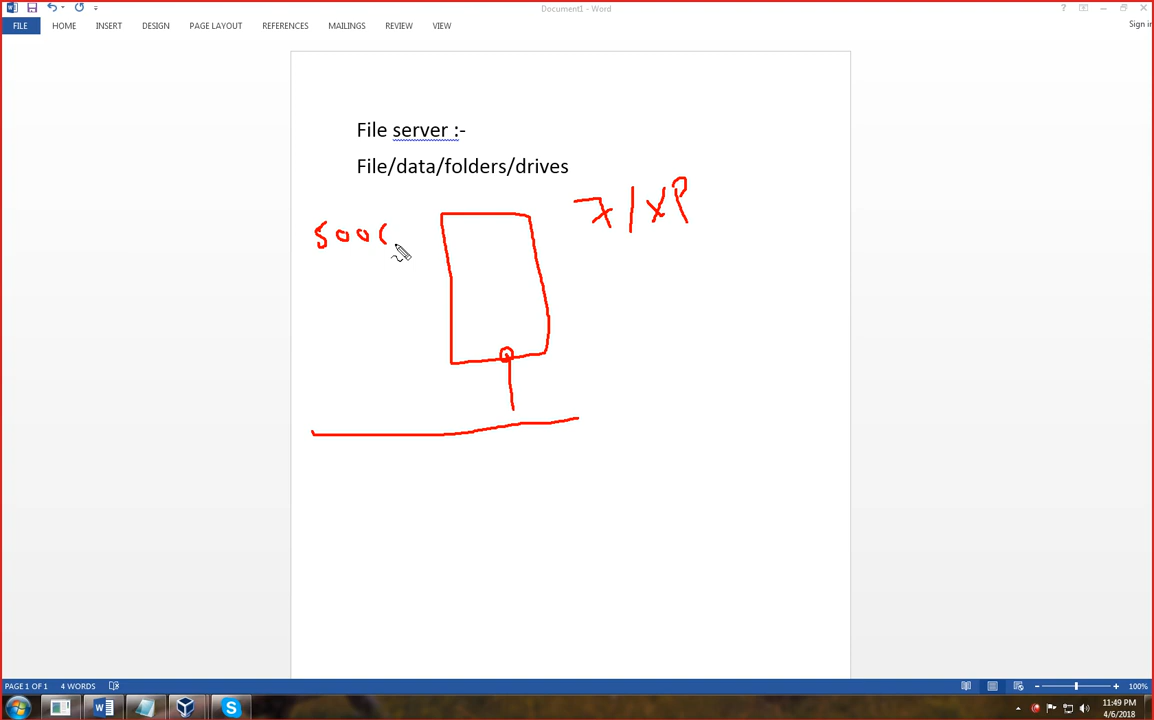 Document1 - Word
?
FILE HOME INSERT DESIGN PAGE LAYOUT REFERENCES MAILINGS REVIEW VIEW
Sign in
File server :-
File/data/folders/drives
7/XP
500
PAGE 1 OF 1 4 WORDS
100%
11:49 PM
4/6/2018